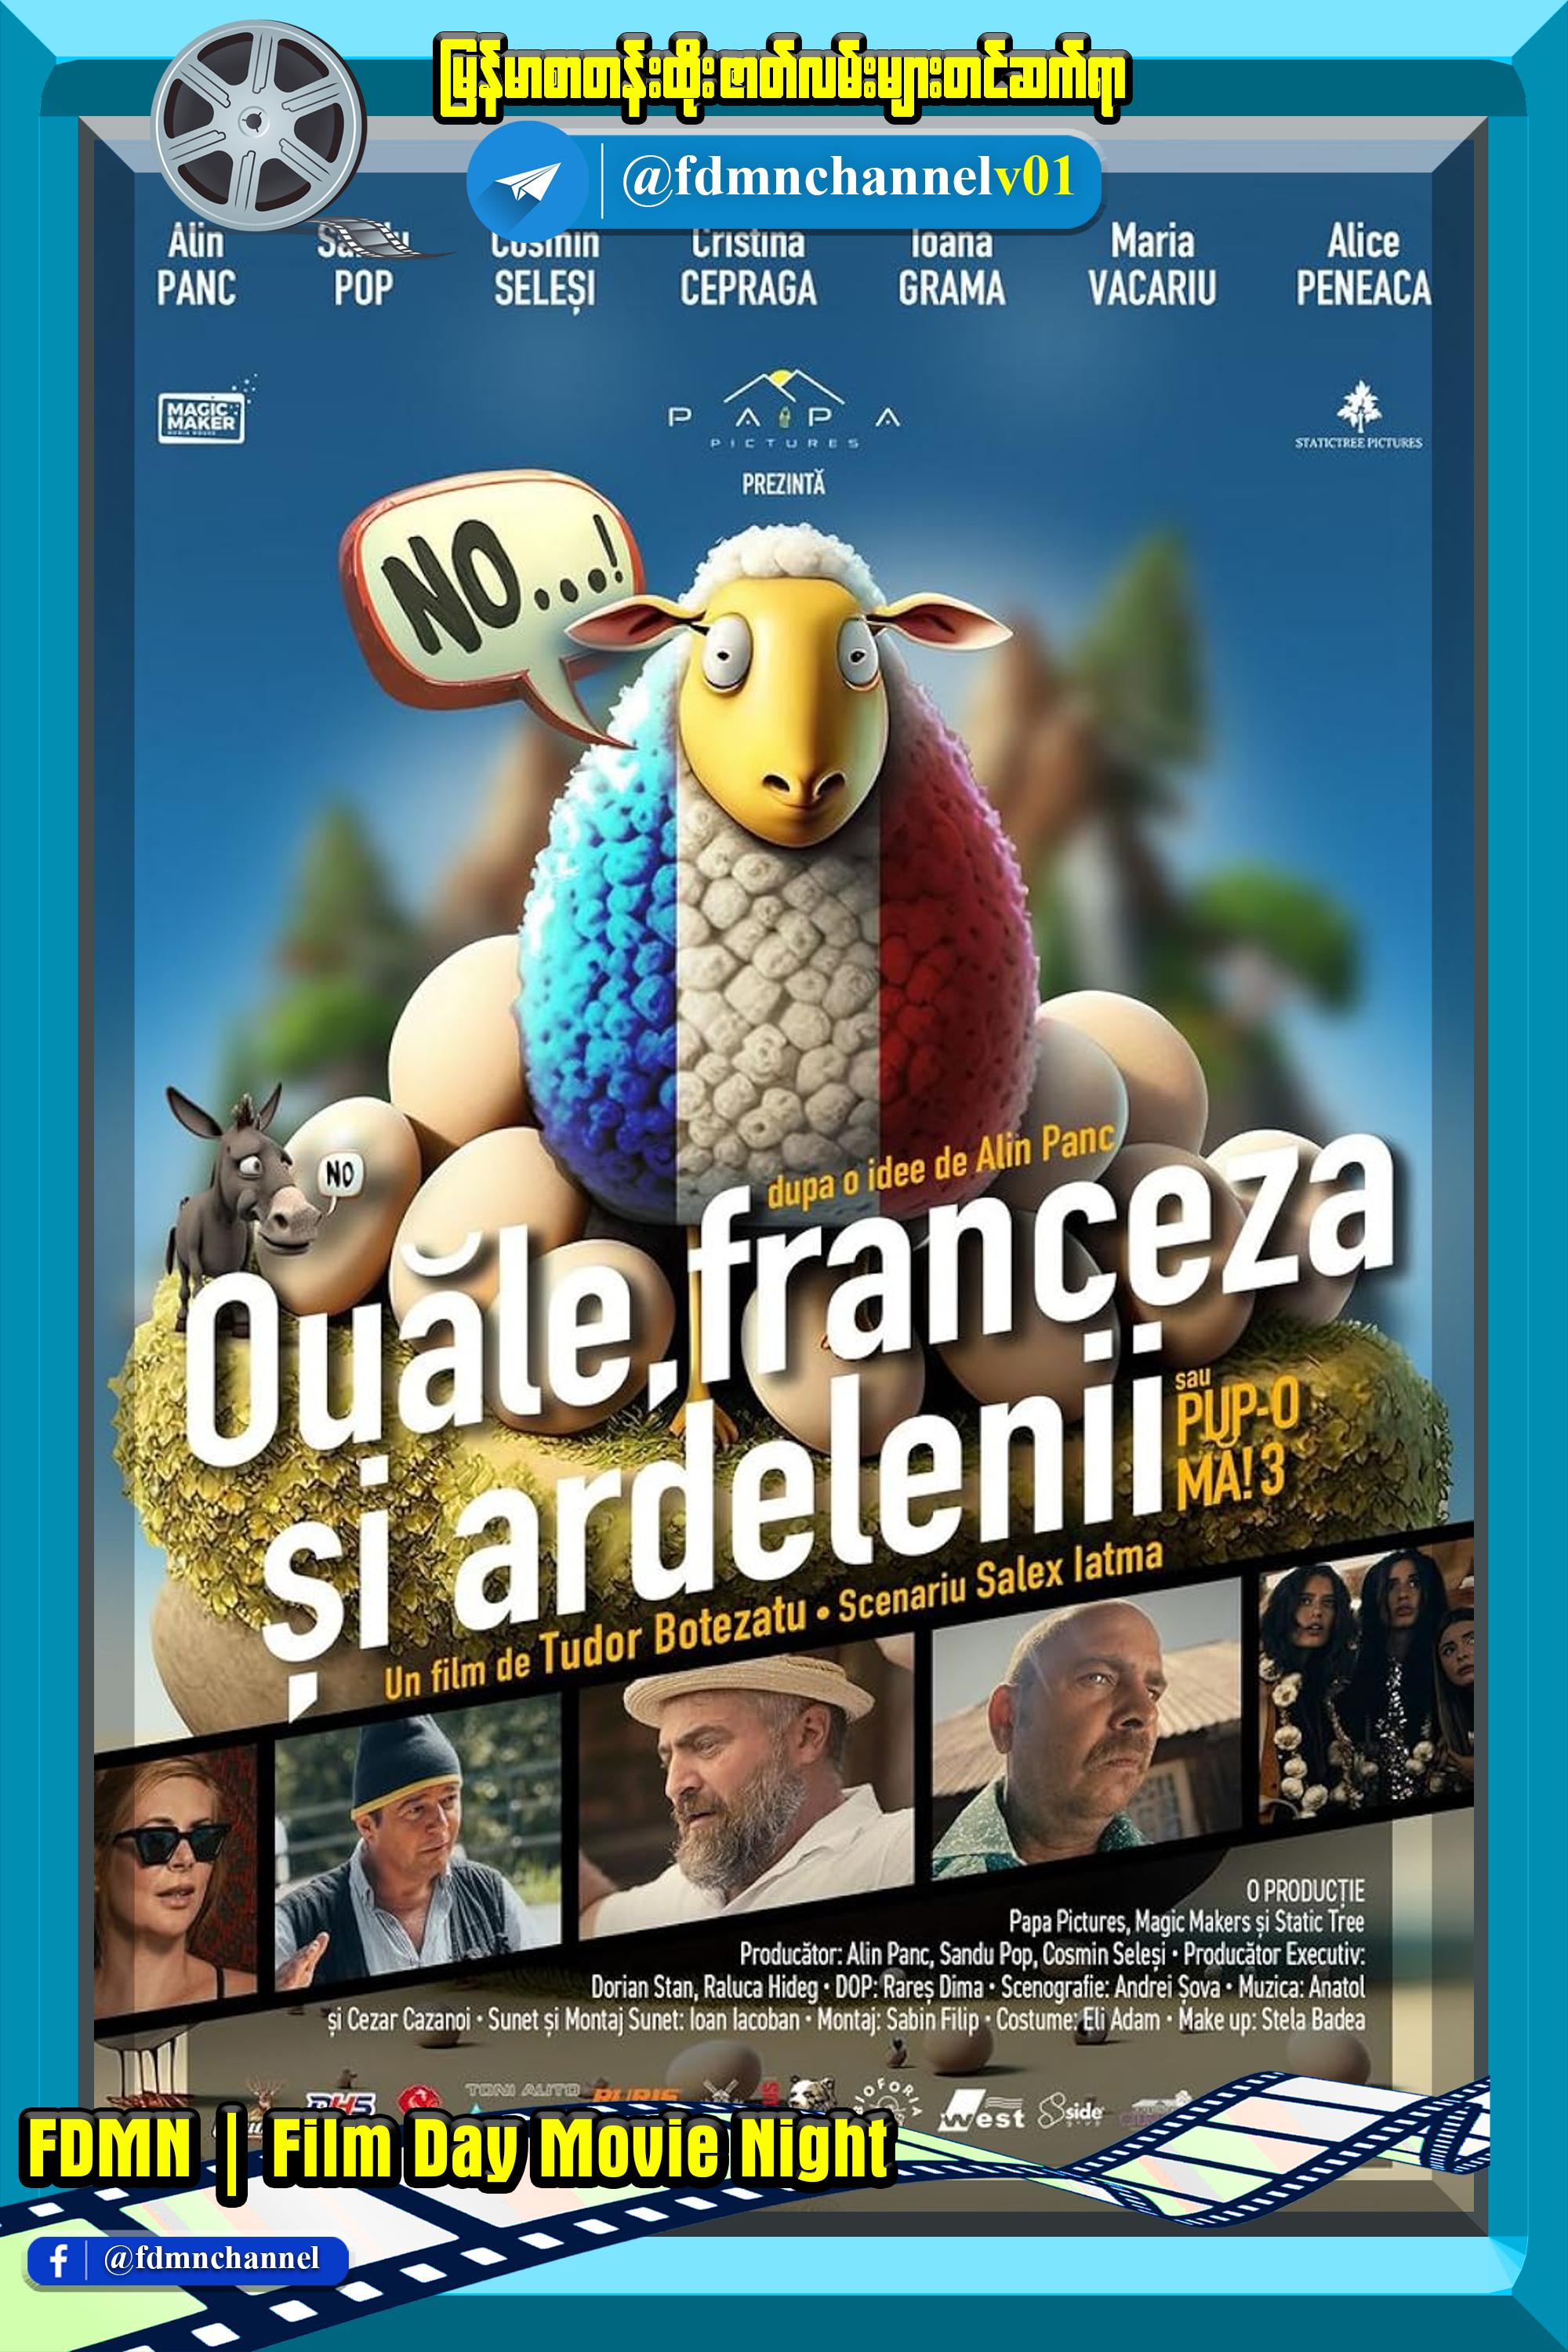 မြန်မာစာတန်းထိုး ဇာတ်လမ်းများတင်ဆက်ရာ
@fdmnchannelv01
Alin Cosmin Cristina Ioana Maria Alice
PANC POP SELEȘI CEPRAGA GRAMA VACARIU PENEACA
MAGIC MAKER
PAPA
PICTURES
STATICTREE PICTURES
PREZINTĂ
NO...!
NO
dupa o idee de Alin Panc
Ouăle, franceza
și ardelenii
sau
PUP-O
MĂ! 3
Un film de Tudor Botezatu • Scenariu Salex Iatma
O PRODUCȚIE
Papa Pictures, Magic Makers și Static Tree
Producător: Alin Panc, Sandu Pop, Cosmin Seleși • Producător Executiv:
Dorian Stan, Raluca Hideg • DOP: Rareș Dima • Scenografie: Andrei Șova • Muzica: Anatol
și Cezar Cazanoi • Sunet și Montaj Sunet: Ioan Iacoban • Montaj: Sabin Filip • Costume: Eli Adam • Make up: Stela Badea
TONI AUTO
West
8side
FDMN | Film Day Movie Night
@fdmnchannel